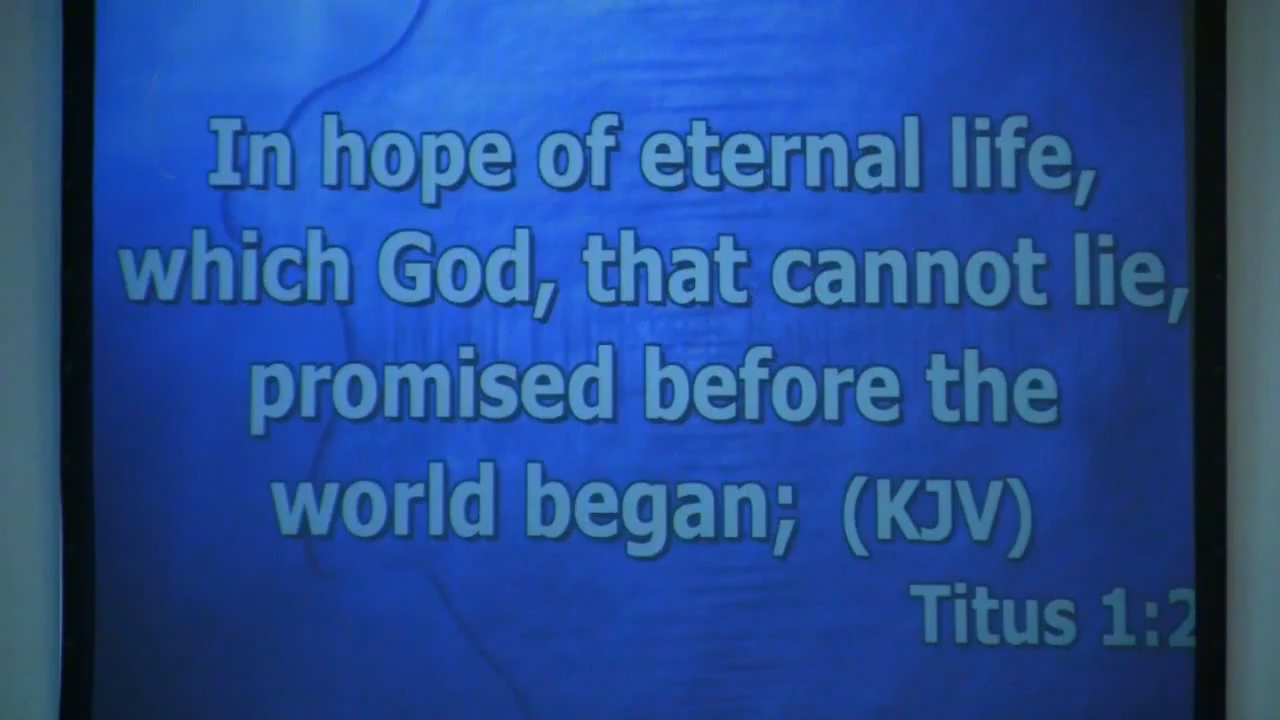 In hope of eternal life,
which God, that cannot lie,
promised before the
world began; (KJV)
Titus 1:2